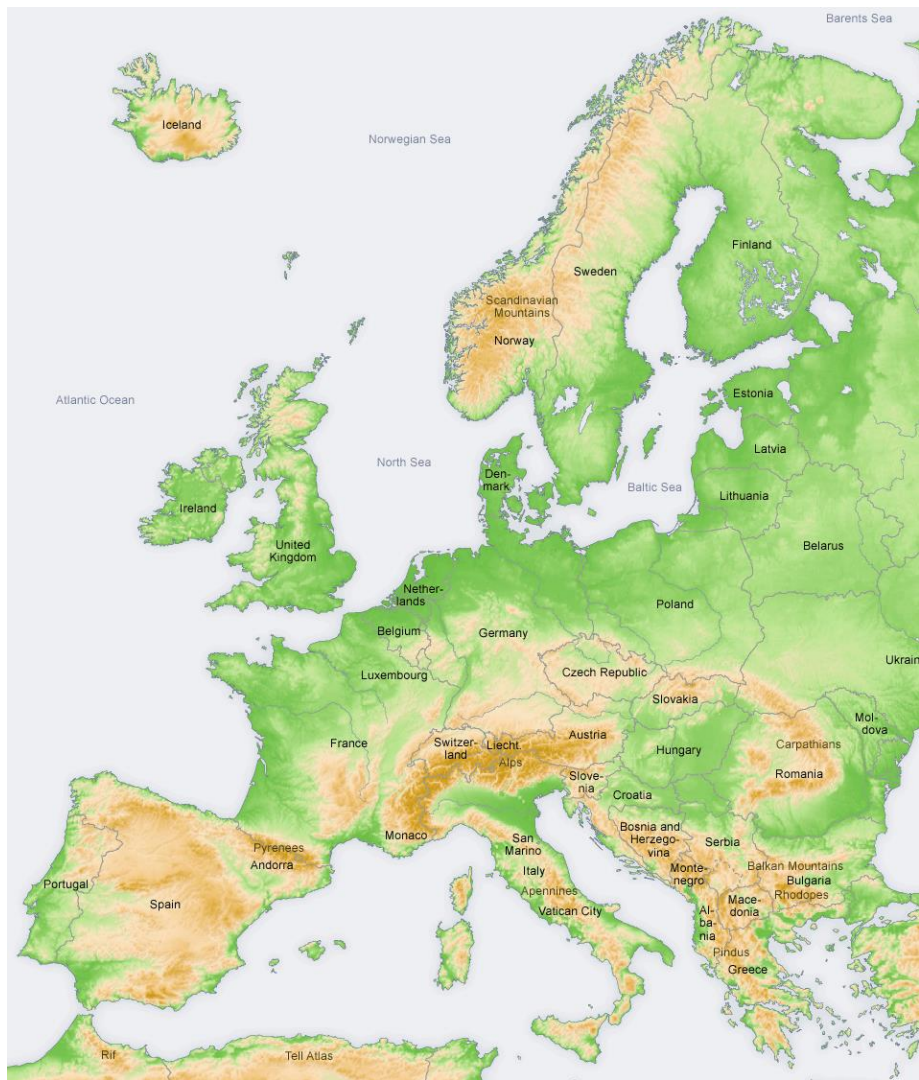 Barents Sea
Iceland
Norwegian Sea
Finland
Sweden
Scandinavian
Mountains
Norway
Estonia
Atlantic Ocean
Latvia
North Sea
Den-
mark
Baltic Sea
Lithuania
Ireland
Belarus
United
Kingdom
Nether-
lands
Poland
Belgium
Germany
Ukrain
Luxembourg
Czech Republic
Slovakia
Mol-
dova
France
Switzer-
land
Liecht.
Austria
Alps
Hungary
Carpathians
Romania
Slove-
nia
Croatia
Monaco
San
Marino
Bosnia and
Herzego-
vina
Serbia
Pyrenees
Andorra
Italy
Monte-
negro
Balkan Mountains
Bulgaria
Rhodopes
Portugal
Spain
Apennines
Vatican City
Al-
ba-
nia
Mace-
donia
Pindus
Greece
Rif
Tell Atlas